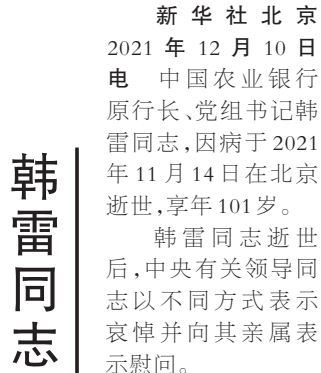 韩雷同志
新华社北京
2021年12月10日
电 中国农业银行
原行长、党组书记韩
雷同志,因病于2021
年11月14日在北京
逝世,享年101岁。
韩雷同志逝世
后,中央有关领导同
志以不同方式表示
哀悼并向其亲属表
示慰问。